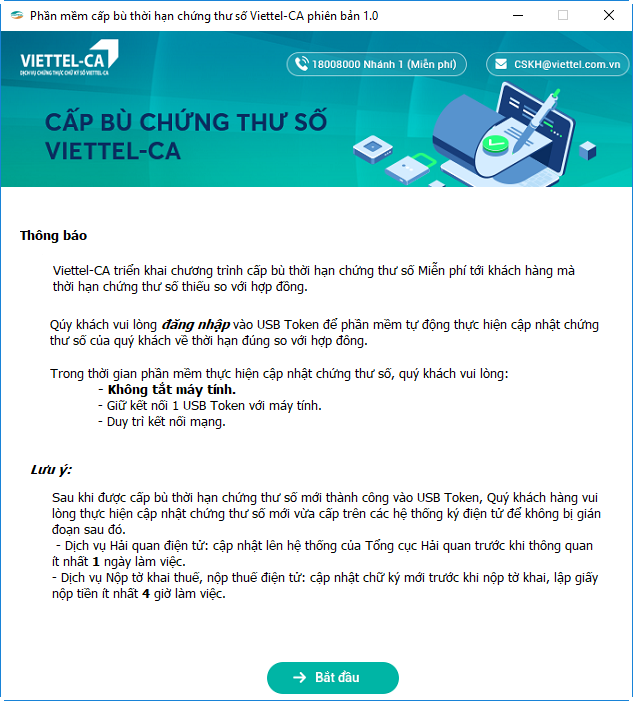 Phần mềm cấp bù thời hạn chứng thư số Viettel-CA phiên bản 1.0
VIETTEL-CA
DỊCH VỤ CHỨNG THỰC CHỮ KÝ SỐ VIETTEL-CA
18008000 Nhánh 1 (Miễn phí)
CSKH@viettel.com.vn
CẤP BÙ CHỨNG THƯ SỐ
VIETTEL-CA
Thông báo
Viettel-CA triển khai chương trình cấp bù thời hạn chứng thư số Miễn phí tới khách hàng mà
thời hạn chứng thư số thiếu so với hợp đồng.
Qúy khách vui lòng đăng nhập vào USB Token để phần mềm tự động thực hiện cập nhật chứng
thư số của quý khách về thời hạn đúng so với hợp đồng.
Trong thời gian phần mềm thực hiện cập nhật chứng thư số, quý khách vui lòng:
- Không tắt máy tính.
- Giữ kết nối 1 USB Token với máy tính.
- Duy trì kết nối mạng.
Lưu ý:
Sau khi được cấp bù thời hạn chứng thư số mới thành công vào USB Token, Quý khách hàng vui
lòng thực hiện cập nhật chứng thư số mới vừa cấp trên các hệ thống ký điện tử để không bị gián
đoạn sau đó.
- Dịch vụ Hải quan điện tử: cập nhật lên hệ thống của Tổng cục Hải quan trước khi thông quan
ít nhất 1 ngày làm việc.
- Dịch vụ Nộp tờ khai thuế, nộp thuế điện tử: cập nhật chữ ký mới trước khi nộp tờ khai, lập giấy
nộp tiền ít nhất 4 giờ làm việc.
Bắt đầu